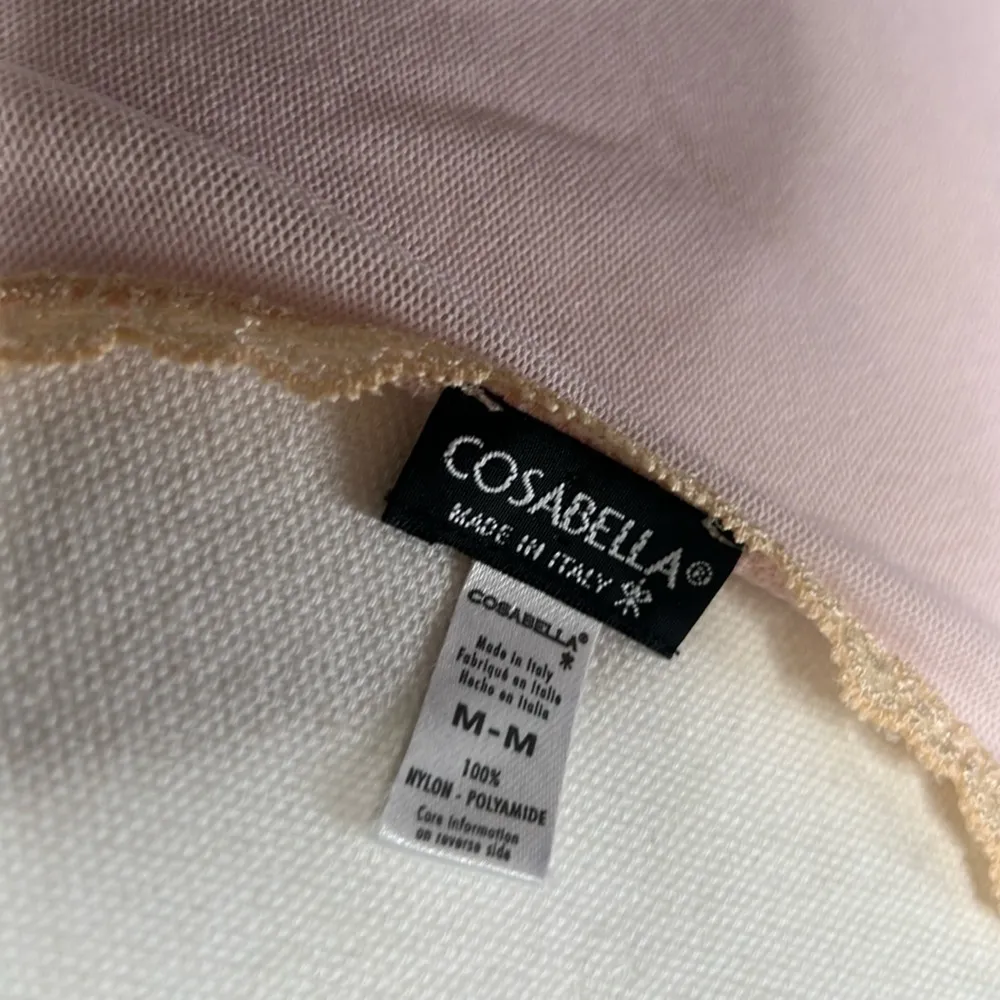 COSABELLA®
MADE IN ITALY *
COSABELLA®
*
Made in Italy
Fabriqué en Italie
Hecho en Italia
M-M
100%
NYLON - POLYAMIDE
Care information
on reverse side